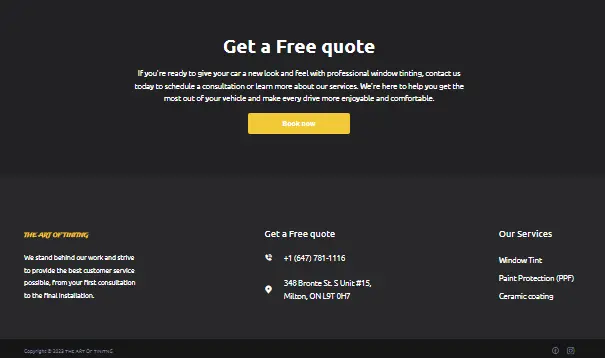 Get a Free quote
If you're ready to give your car a new look and feel with professional window tinting, contact us
today to schedule a consultation or learn more about our services. We're here to help you get the
most out of your vehicle and make every drive more enjoyable and comfortable.
Book now
THE ART OF TINTING
We stand behind our work and strive
to provide the best customer service
possible, from your first consultation
to the final installation.
Get a Free quote
+1 (647) 781-1116
348 Bronte St. S Unit #15,
Milton, ON L9T 0H7
Our Services
Window Tint
Paint Protection (PPF)
Ceramic coating
Copyright © 2023 THE ART OF TINTING